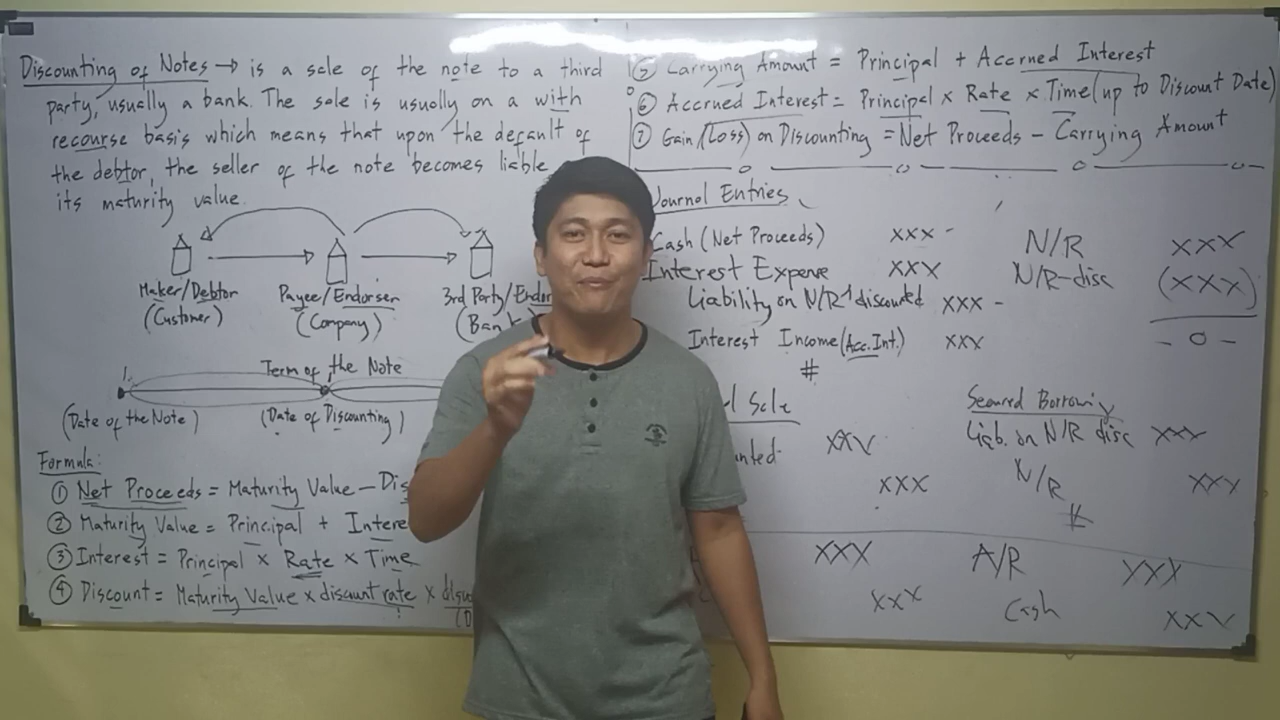 Discounting of Notes → is a sale of the note to a third
party, usually a bank. The sale is usually on a with
recourse basis which means that upon the default of
the debtor, the seller of the note becomes liable
its maturity value
Maker/Debtor
(Customer)
Payee/Endorser
(Company)
3rd Party/Endor
(Bank
Term of the Note
(Date of the Note)
(Date of Discounting)
Formula:
① Net Proceeds = Maturity Value - Dis
② Maturity Value = Principal + Intere
③ Interest = Principal x Rate x Time
④ Discount = Maturity Value x discount rate x disc
(D
⑤ Carrying Amount = Principal + Accrued Interest
⑥ Accrued Interest = Principal x Rate x Time (up to Discount Date)
⑦ Gain/(Loss) on Discounting = Net Proceeds - Carrying Amount
Journal Entries
Cash (Net Proceeds) xxx
Interest Expense xxx
Liability on N/R discounted xxx
Interest Income (Acc. Int.) xxx
#
N/R xxx
N/R-disc (xxx)
- 0 -
l Sale
unted xxx
xxx
Secured Borrowing
Liab. on N/R disc xxx
N/R xxx
#
xxx
xxx
A/R xxx
Cash xxx